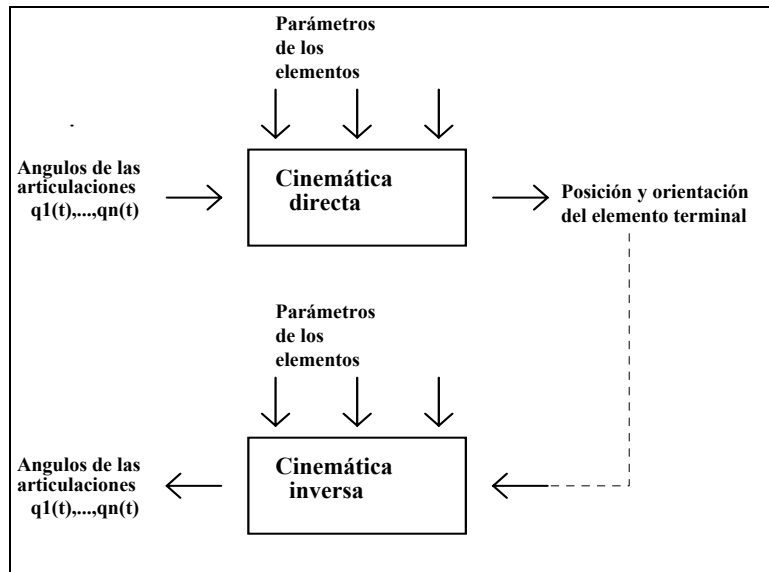 Parámetros
de los
elementos
Angulos de las
articulaciones
q1(t),...,qn(t)
Cinemática
directa
Posición y orientación
del elemento terminal
Parámetros
de los
elementos
Angulos de las
articulaciones
q1(t),...,qn(t)
Cinemática
inversa